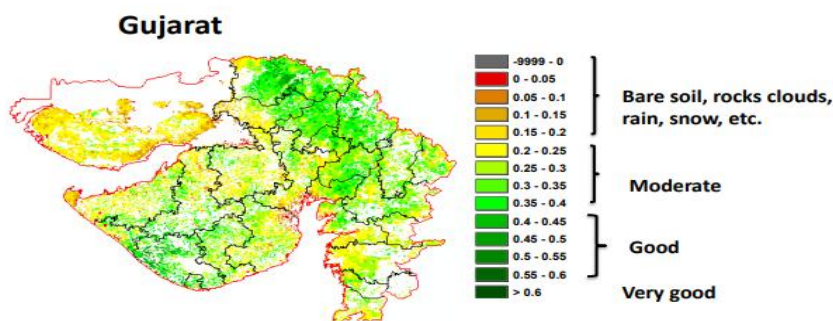 Gujarat
-9999 - 0
0 - 0.05
0.05 - 0.1
0.1 - 0.15
0.15 - 0.2
0.2 - 0.25
0.25 - 0.3
0.3 - 0.35
0.35 - 0.4
0.4 - 0.45
0.45 - 0.5
0.5 - 0.55
0.55 - 0.6
> 0.6
Bare soil, rocks clouds,
rain, snow, etc.
Moderate
Good
Very good